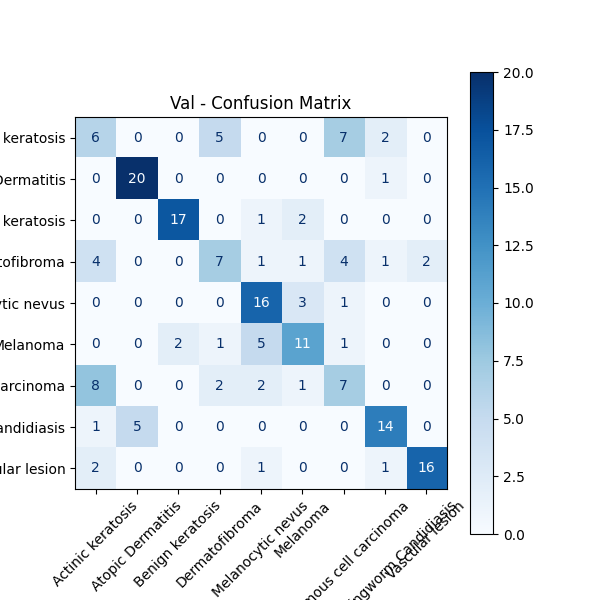 Val - Confusion Matrix
keratosis 6 0 0 5 0 0 7 2 0
Dermatitis 0 20 0 0 0 0 0 1 0
keratosis 0 0 17 0 1 2 0 0 0
tofibroma 4 0 0 7 1 1 4 1 2
tic nevus 0 0 0 0 16 3 1 0 0
Melanoma 0 0 2 1 5 11 1 0 0
arcinoma 8 0 0 2 2 1 7 0 0
andidiasis 1 5 0 0 0 0 0 14 0
ular lesion 2 0 0 0 1 0 0 1 16
Actinic keratosis
Atopic Dermatitis
Benign keratosis
Dermatofibroma
Melanocytic nevus
Melanoma
mous cell carcinoma
ingworm Candidiasis
Vascular lesion
20.0
17.5
15.0
12.5
10.0
7.5
5.0
2.5
0.0